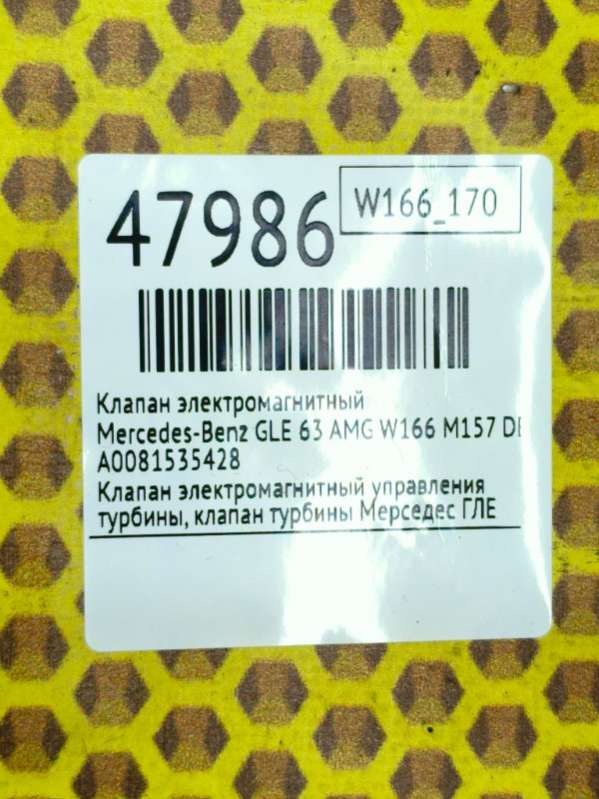 47986
W166_170
Клапан электромагнитный
Mercedes-Benz GLE 63 AMG W166 M157 DE
A0081535428
Клапан электромагнитный управления
турбины, клапан турбины Мерседес ГЛЕ